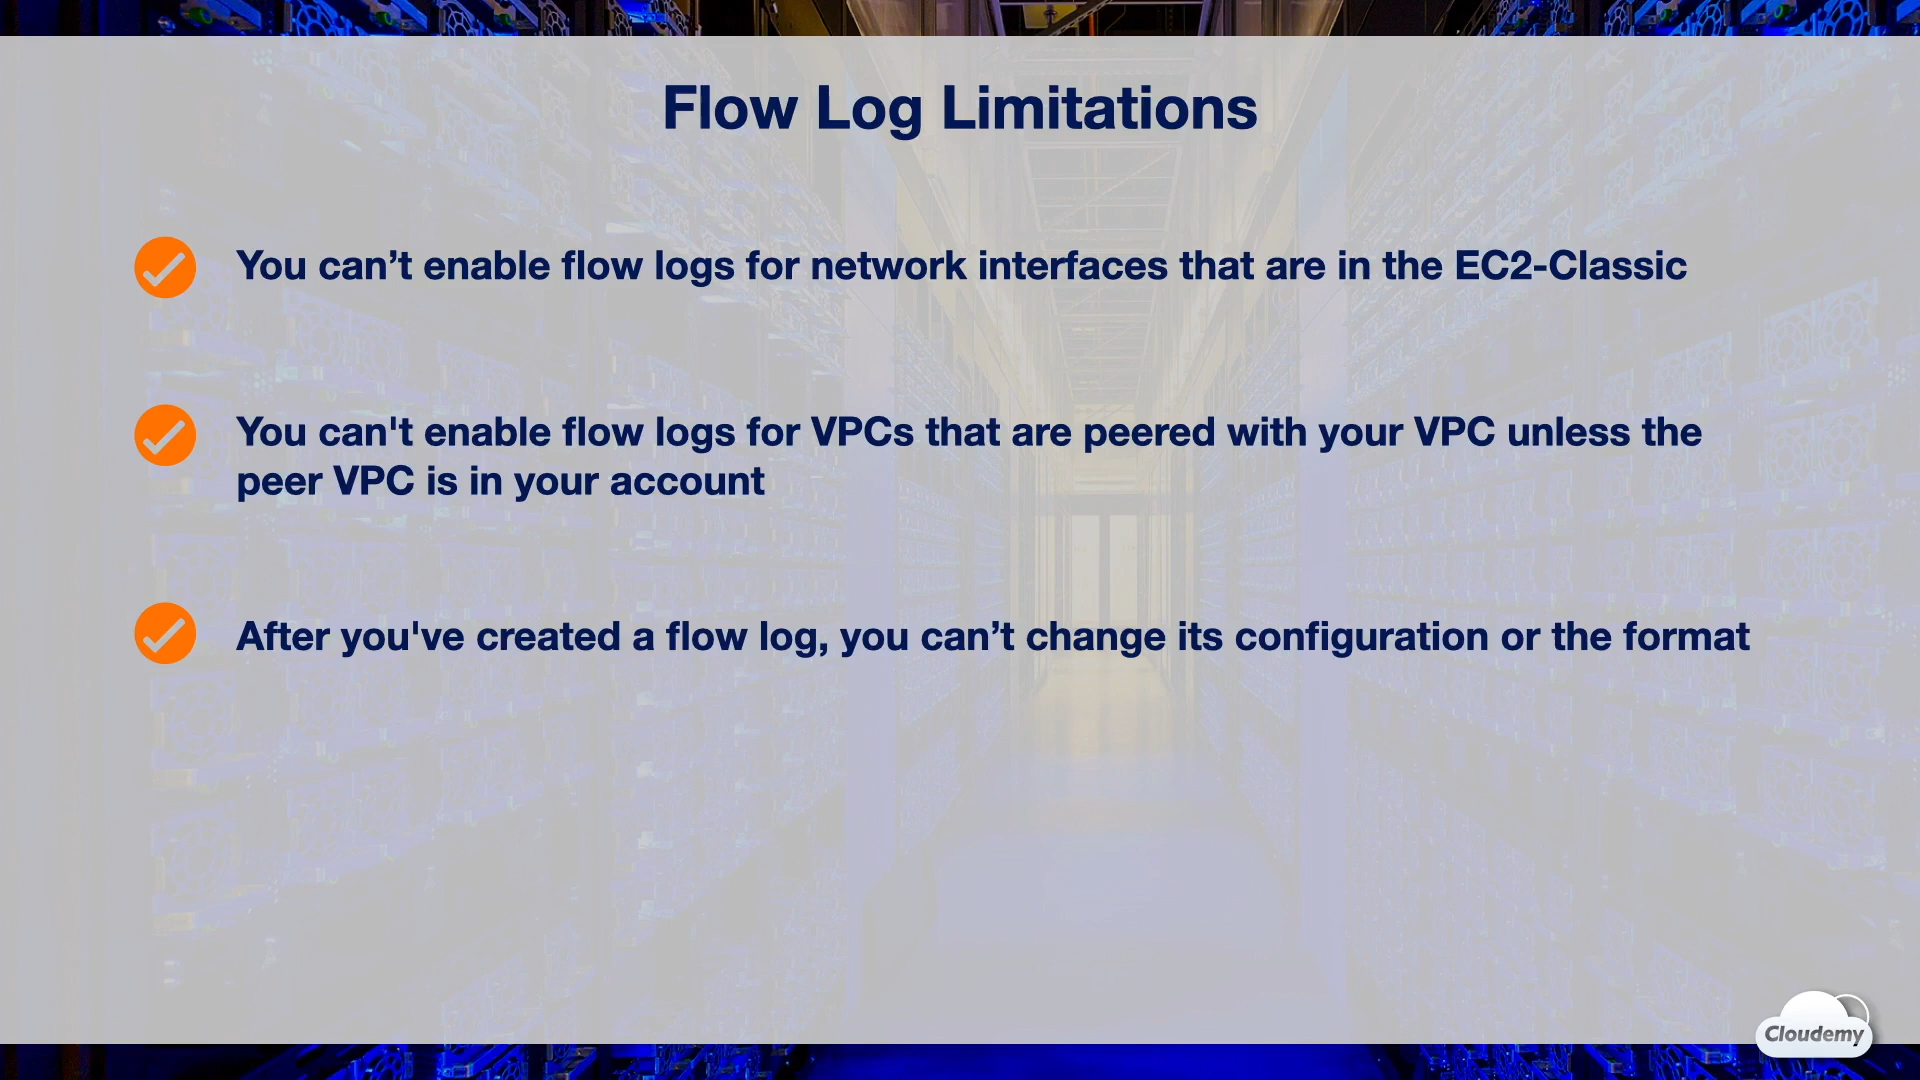 Flow Log Limitations
You can’t enable flow logs for network interfaces that are in the EC2-Classic
You can't enable flow logs for VPCs that are peered with your VPC unless the
peer VPC is in your account
After you've created a flow log, you can’t change its configuration or the format
Cloudemy